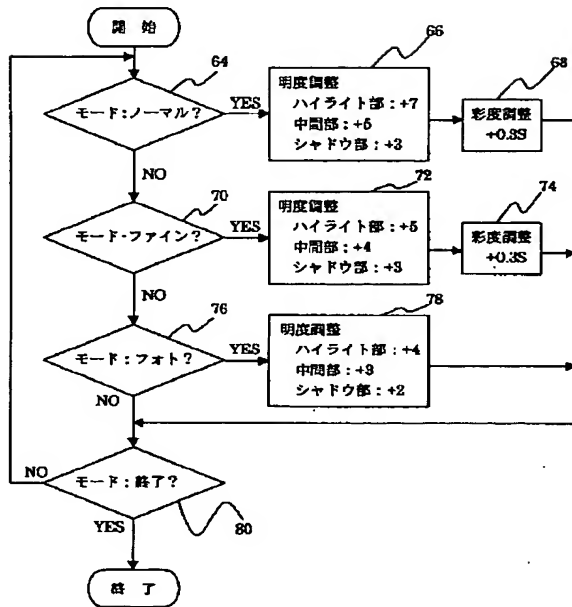 開始
64
モード:ノーマル?
YES
NO
66
明度調整
ハイライト部:+7
中間部:+5
シャドウ部:+3
68
彩度調整
+0.3S
70
モード・ファイン?
YES
NO
72
明度調整
ハイライト部:+5
中間部:+4
シャドウ部:+3
74
彩度調整
+0.3S
76
モード:フォト?
YES
NO
78
明度調整
ハイライト部:+4
中間部:+3
シャドウ部:+2
NO
モード:終了?
YES
80
終了